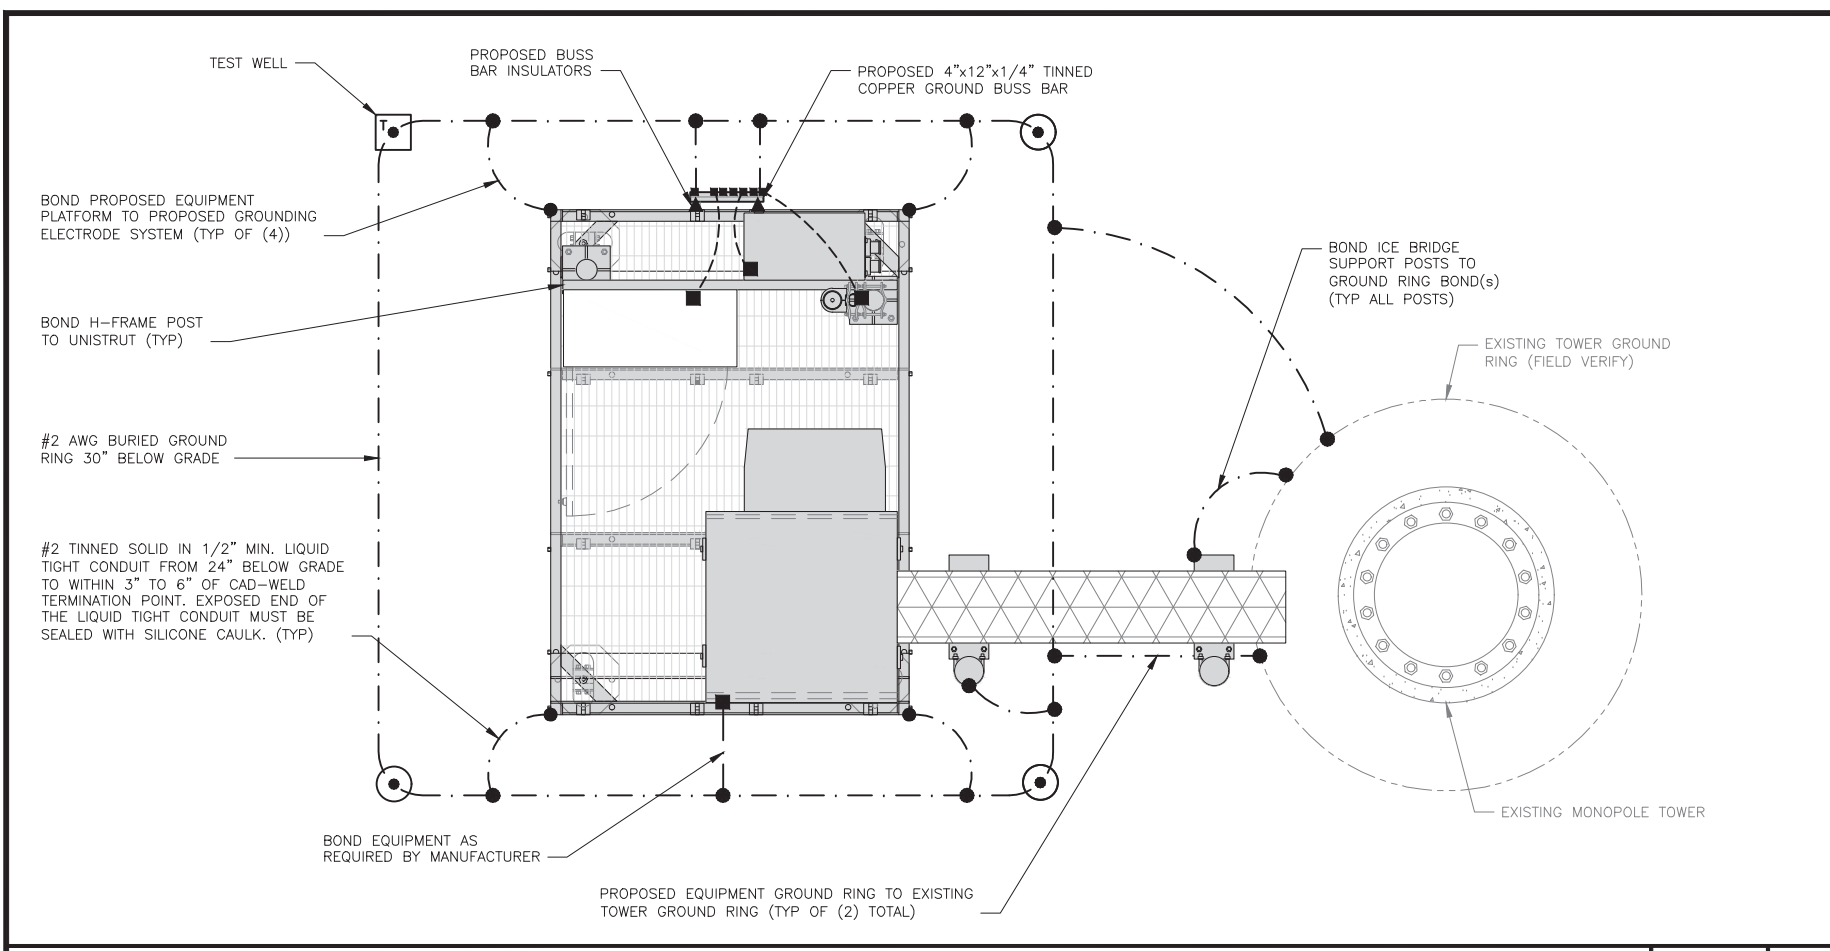 TEST WELL
PROPOSED BUSS
BAR INSULATORS
PROPOSED 4"x12"x1/4" TINNED
COPPER GROUND BUSS BAR
T
BOND PROPOSED EQUIPMENT
PLATFORM TO PROPOSED GROUNDING
ELECTRODE SYSTEM (TYP OF (4))
BOND ICE BRIDGE
SUPPORT POSTS TO
GROUND RING BOND(s)
(TYP ALL POSTS)
BOND H-FRAME POST
TO UNISTRUT (TYP)
EXISTING TOWER GROUND
RING (FIELD VERIFY)
#2 AWG BURIED GROUND
RING 30" BELOW GRADE
#2 TINNED SOLID IN 1/2" MIN. LIQUID
TIGHT CONDUIT FROM 24" BELOW GRADE
TO WITHIN 3" TO 6" OF CAD-WELD
TERMINATION POINT. EXPOSED END OF
THE LIQUID TIGHT CONDUIT MUST BE
SEALED WITH SILICONE CAULK. (TYP)
EXISTING MONOPOLE TOWER
BOND EQUIPMENT AS
REQUIRED BY MANUFACTURER
PROPOSED EQUIPMENT GROUND RING TO EXISTING
TOWER GROUND RING (TYP OF (2) TOTAL)